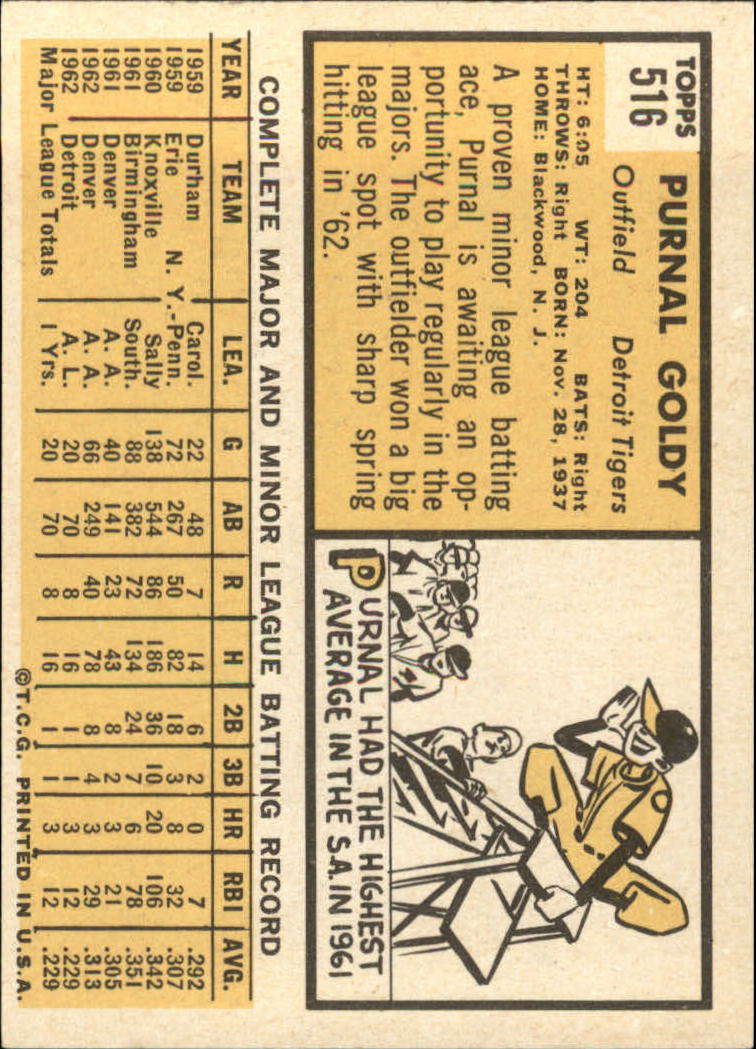 TOPPS
516
PURNAL GOLDY
Outfield Detroit Tigers
HT: 6:05 WT: 204 BATS: Right
THROWS: Right BORN: Nov. 28, 1937
HOME: Blackwood, N. J.
A proven minor league batting
ace, Purnal is awaiting an op-
portunity to play regularly in the
majors. The outfielder won a big
league spot with sharp spring
hitting in '62.
PURNAL HAD THE HIGHEST
AVERAGE IN THE S.A. IN 1961
COMPLETE MAJOR AND MINOR LEAGUE BATTING RECORD
YEAR TEAM LEA. G AB R H 2B 3B HR RBI AVG.
1959 Durham Carol. 22 48 7 14 6 2 0 7 .292
1959 Erie N. Y.-Penn. 72 267 50 82 18 3 8 32 .307
1960 Knoxville Sally 138 544 86 186 36 10 20 106 .342
1961 Birmingham South. 88 382 72 134 24 7 6 78 .351
1961 Denver A. A. 40 141 23 43 8 2 3 21 .305
1962 Denver A. A. 66 249 40 78 8 4 3 29 .313
1962 Detroit A. L. 20 70 8 16 1 1 3 12 .229
Major League Totals 1 Yrs. 20 70 8 16 1 1 3 12 .229
©T.C.G. PRINTED IN U.S.A.